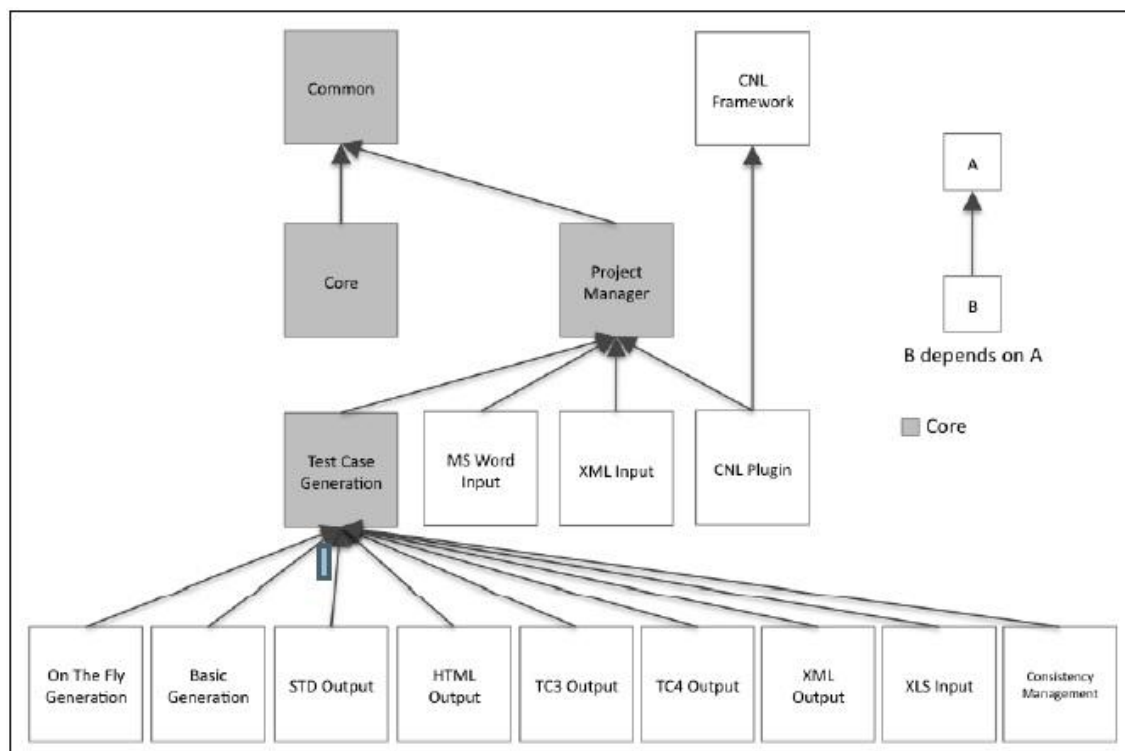 Common
CNL
Framework
A
Core
Project
Manager
B
B depends on A
Core
Test Case
Generation
MS Word
Input
XML Input
CNL Plugin
On The Fly
Generation
Basic
Generation
STD Output
HTML
Output
TC3 Output
TC4 Output
XML
Output
XLS Input
Consistency
Management